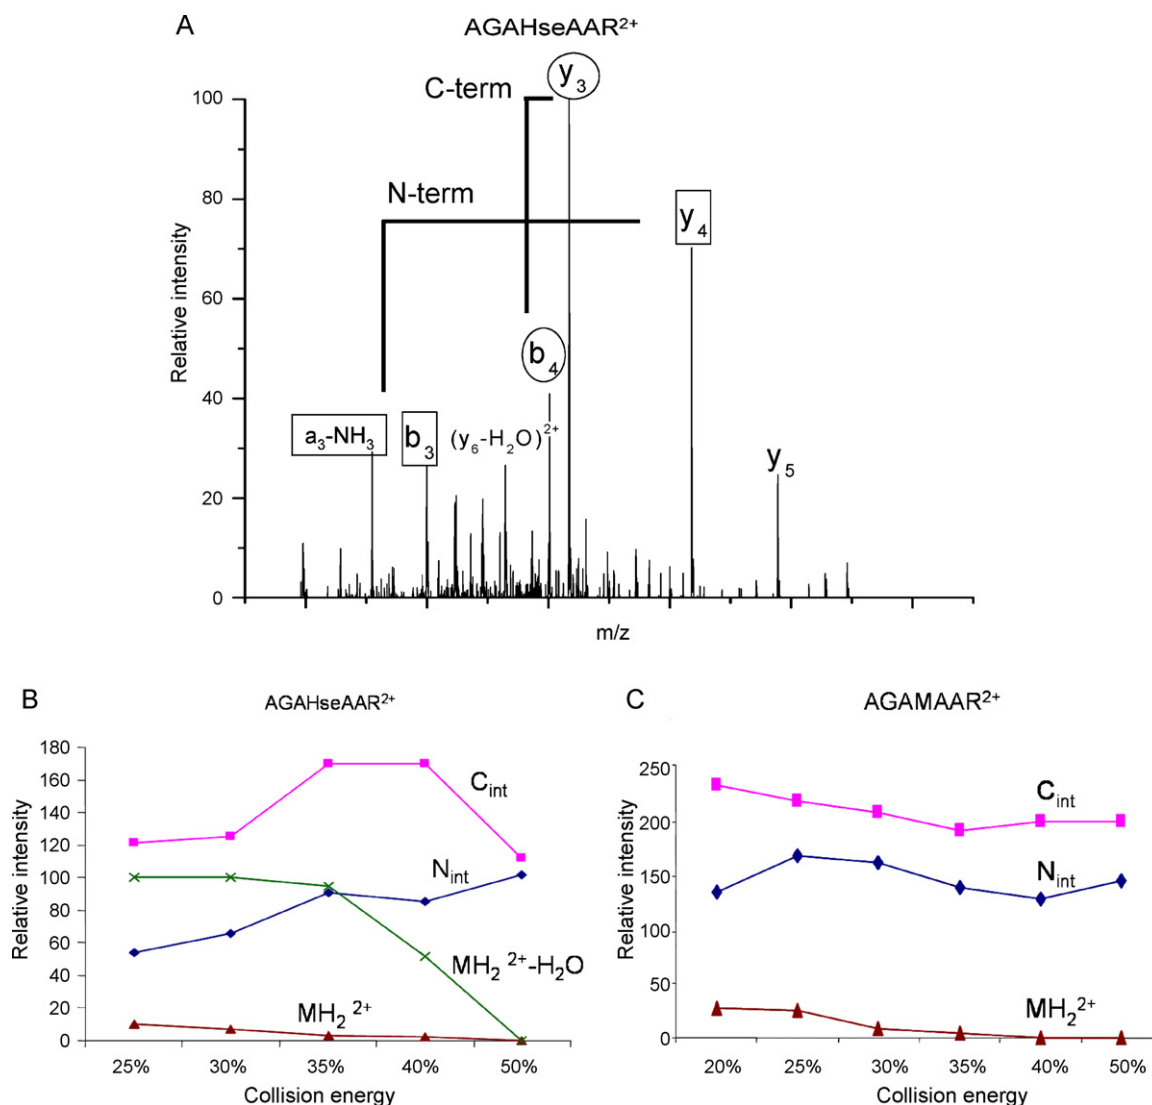 A
AGAHseAAR2+
y3
C-term
N-term
y4
b4
a3-NH3
b3
(y6-H2O)2+
y5
Relative intensity
100
80
60
40
20
0
m/z
B
AGAHseAAR2+
Relative intensity
180
160
140
120
100
80
60
40
20
0
Cint
Nint
MH2 2+-H2O
MH2 2+
25% 30% 35% 40% 50%
Collision energy
C
AGAMAAR2+
Relative intensity
250
200
150
100
50
0
Cint
Nint
MH2 2+
20% 25% 30% 35% 40% 50%
Collision energy